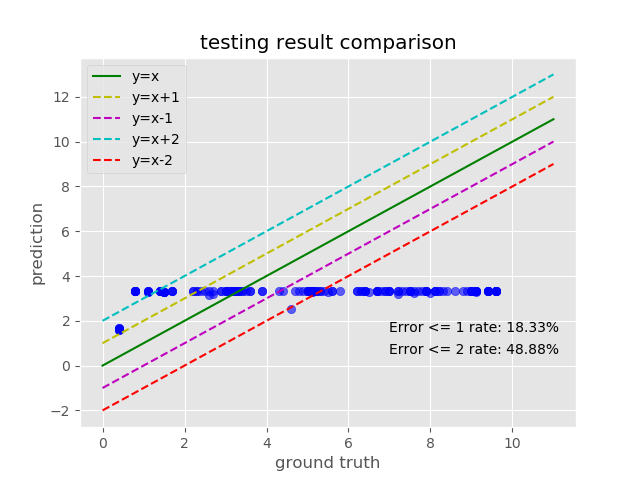 testing result comparison
y=x
y=x+1
y=x-1
y=x+2
y=x-2
12
10
8
6
4
2
0
−2
prediction
Error <= 1 rate: 18.33%
Error <= 2 rate: 48.88%
0 2 4 6 8 10
ground truth